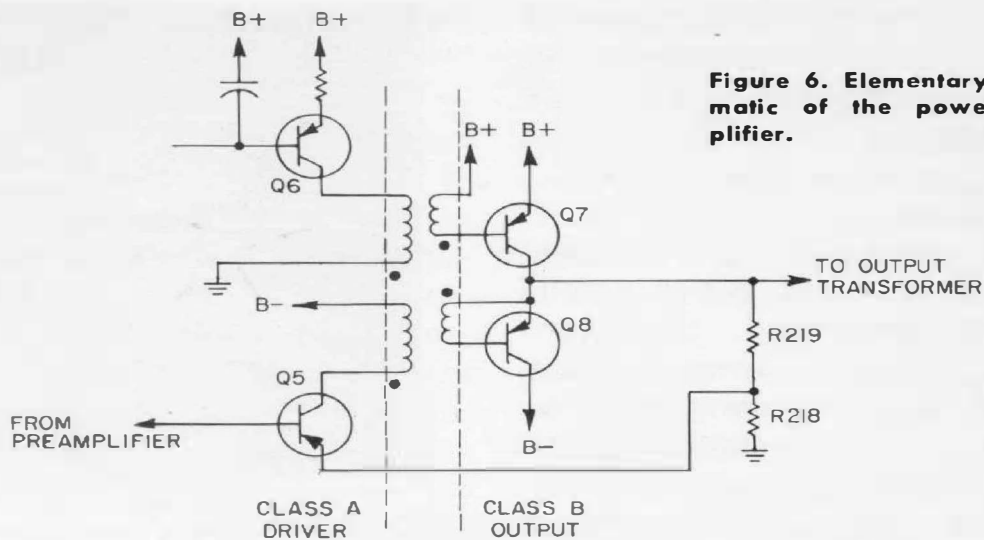 B+ B+
Figure 6. Elementary
matic of the powe
plifier.
B+ B+
Q6
Q7
TO OUTPUT
TRANSFORMER
B-
Q8
R219
Q5
R218
FROM
PREAMPLIFIER
B-
CLASS A
DRIVER
CLASS B
OUTPUT